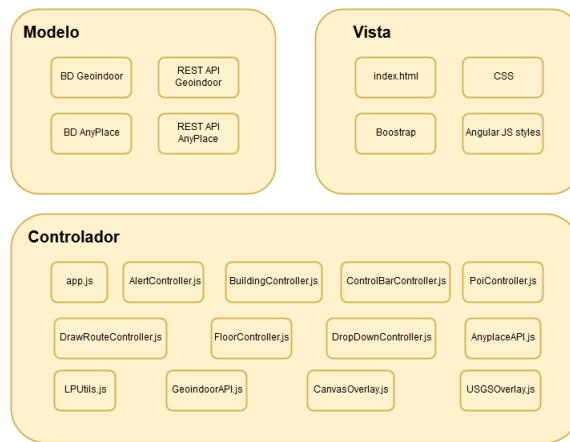 Modelo
BD Geoindoor
REST API
Geoindoor
BD AnyPlace
REST API
AnyPlace
Vista
index.html
CSS
Boostrap
Angular JS styles
Controlador
app.js
AlertController.js
BuildingController.js
ControlBarController.js
PoiController.js
DrawRouteController.js
FloorController.js
DropDownController.js
AnyplaceAPI.js
LPUtils.js
GeoindoorAPI.js
CanvasOverlay.js
USGSOverlay.js